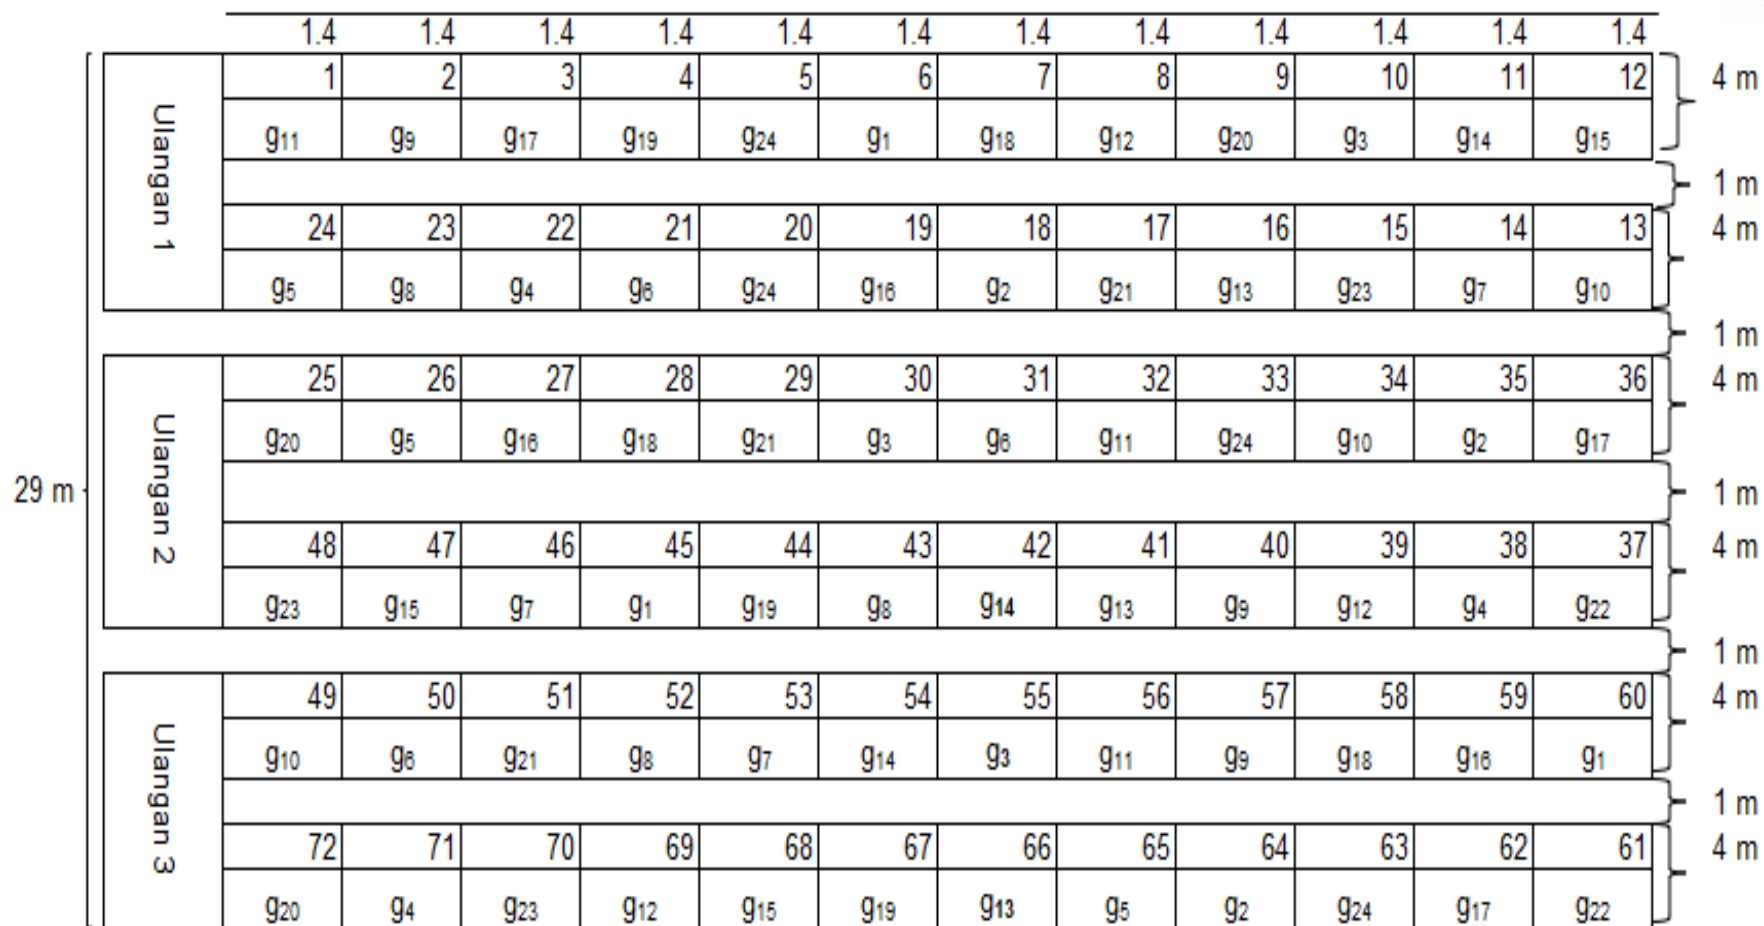 1.4 1.4 1.4 1.4 1.4 1.4 1.4 1.4 1.4 1.4 1.4 1.4
Ulangan 1
1 2 3 4 5 6 7 8 9 10 11 12 4 m
g11 g9 g17 g19 g24 g1 g18 g12 g20 g3 g14 g15
1 m
24 23 22 21 20 19 18 17 16 15 14 13 4 m
g5 g8 g4 g6 g24 g16 g2 g21 g13 g23 g7 g10
1 m
29 m
Ulangan 2
25 26 27 28 29 30 31 32 33 34 35 36 4 m
g20 g5 g16 g18 g21 g3 g6 g11 g24 g10 g2 g17
1 m
48 47 46 45 44 43 42 41 40 39 38 37 4 m
g23 g15 g7 g1 g19 g8 g14 g13 g9 g12 g4 g22
1 m
Ulangan 3
49 50 51 52 53 54 55 56 57 58 59 60 4 m
g10 g6 g21 g8 g7 g14 g3 g11 g9 g18 g16 g1
1 m
72 71 70 69 68 67 66 65 64 63 62 61 4 m
g20 g4 g23 g12 g15 g19 g13 g5 g2 g24 g17 g22